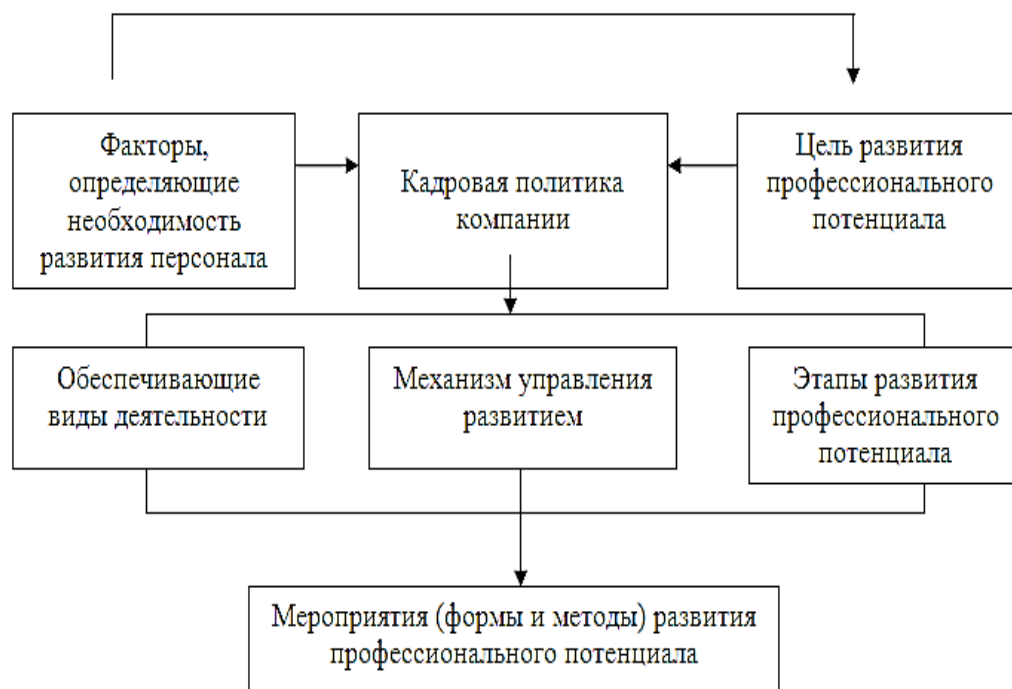 Факторы,
определяющие
необходимость
развития персонала
Кадровая политика
компании
Цель развития
профессионального
потенциала
Обеспечивающие
виды деятельности
Механизм управления
развитием
Этапы развития
профессионального
потенциала
Мероприятия (формы и методы) развития
профессионального потенциала